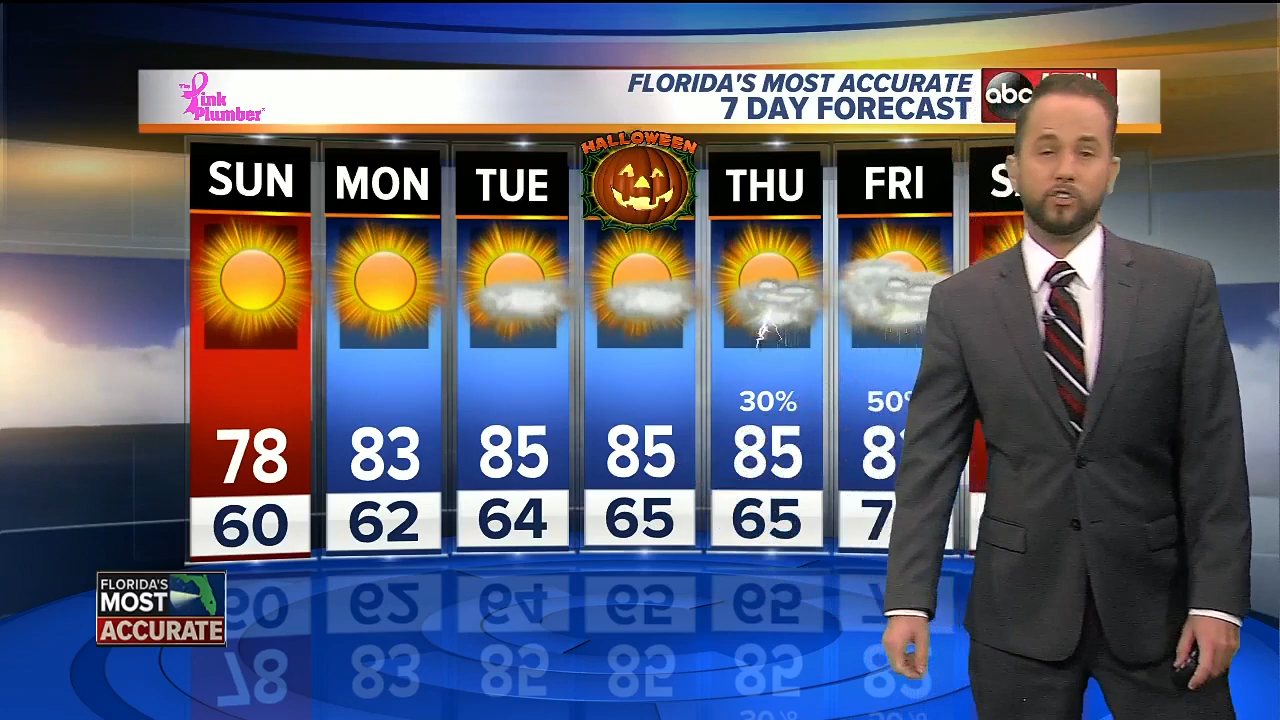 The
Pink
Plumber
FLORIDA'S MOST ACCURATE
7 DAY FORECAST
abc
SUN
MON
TUE
HALLOWEEN
THU
FRI
30%
78
83
85
85
85
60
62
64
65
65
FLORIDA'S
MOST
ACCURATE